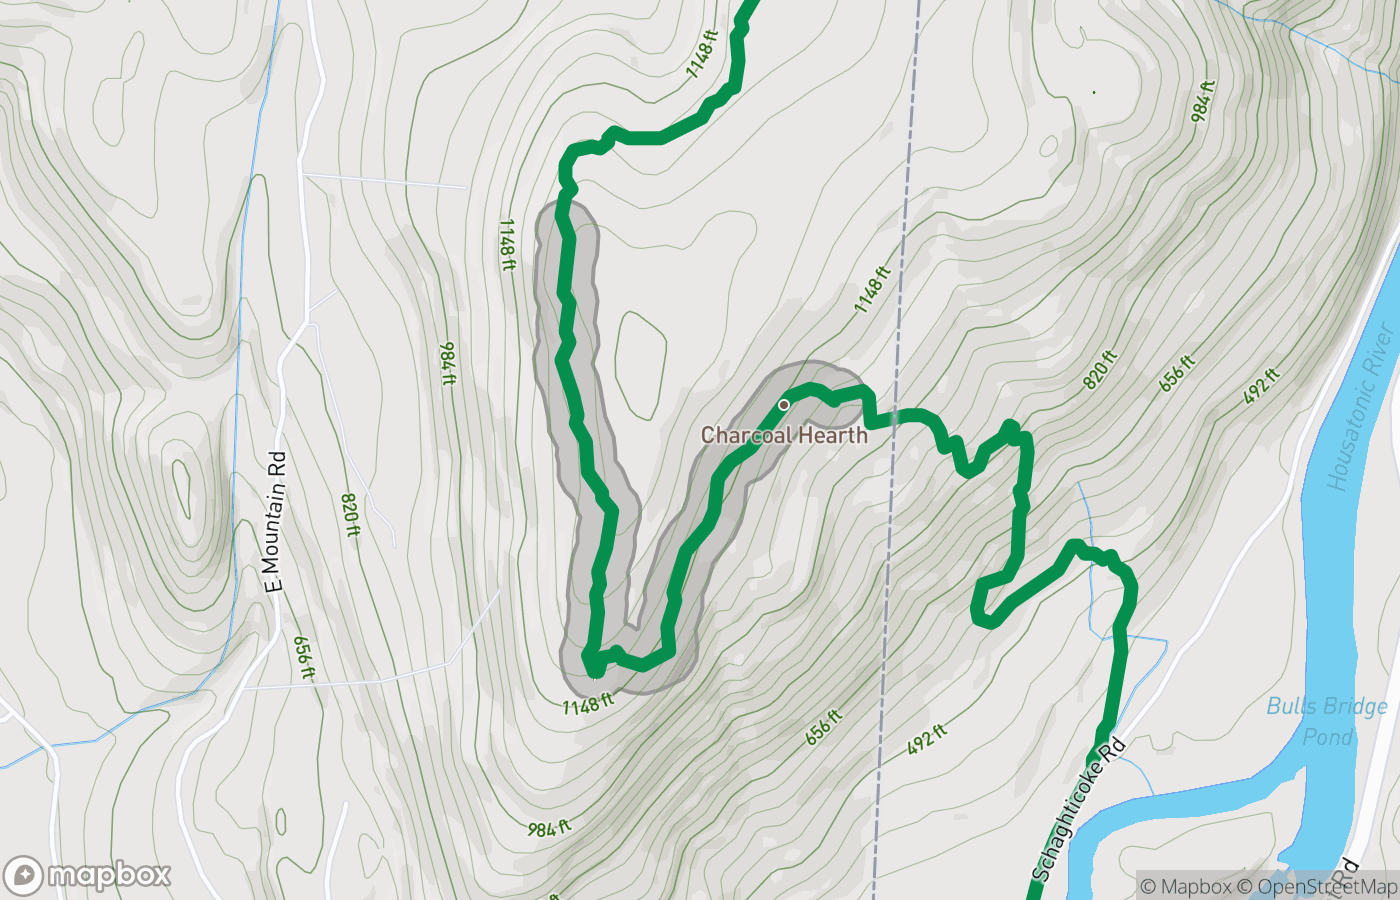 1148 ft
984 ft
1148 ft
1148 ft
984 ft
820 ft
656 ft
492 ft
Housatonic River
Charcoal Hearth
E Mountain Rd
820 ft
656 ft
1148 ft
656 ft
492 ft
Bulls Bridge
Pond
Schaghticoke Rd
984 ft
Rd
mapbox
© Mapbox © OpenStreetMap